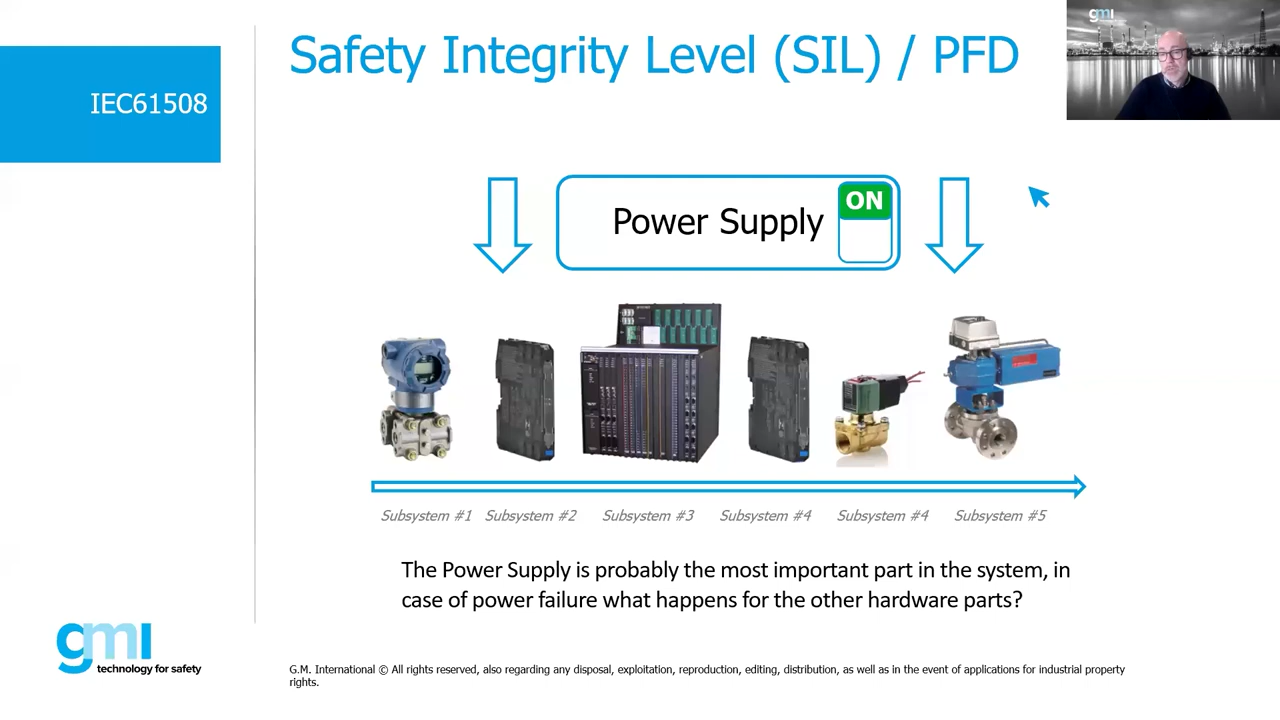 Safety Integrity Level (SIL) / PFD
gmi
IEC61508
Power Supply
ON
Subsystem #1
Subsystem #2
Subsystem #3
Subsystem #4
Subsystem #4
Subsystem #5
The Power Supply is probably the most important part in the system, in
case of power failure what happens for the other hardware parts?
gmi
technology for safety
G.M. International © All rights reserved, also regarding any disposal, exploitation, reproduction, editing, distribution, as well as in the event of applications for industrial property
rights.